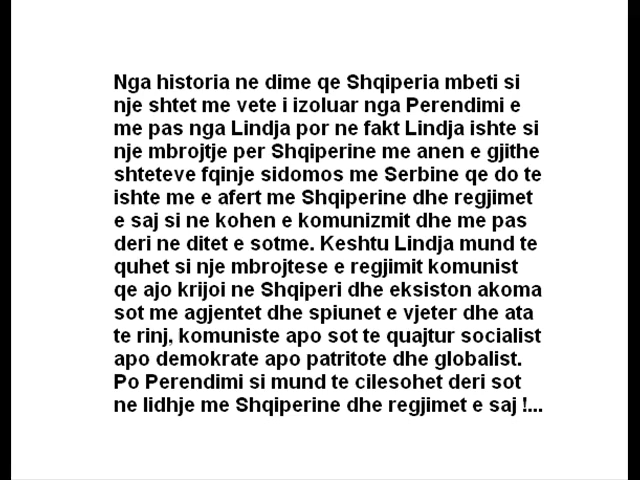 Nga historia ne dime qe Shqiperia mbeti si
nje shtet me vete i izoluar nga Perendimi e
me pas nga Lindja por ne fakt Lindja ishte si
nje mbrojtje per Shqiperine me anen e gjithe
shteteve fqinje sidomos me Serbine qe do te
ishte me e afert me Shqiperine dhe regjimet
e saj si ne kohen e komunizmit dhe me pas
deri ne ditet e sotme. Keshtu Lindja mund te
quhet si nje mbrojtese e regjimit komunist
qe ajo krijoi ne Shqiperi dhe eksiston akoma
sot me agjentet dhe spiunet e vjeter dhe ata
te rinj, komuniste apo sot te quajtur socialist
apo demokrate apo patritote dhe globalist.
Po Perendimi si mund te cilesohet deri sot
ne lidhje me Shqiperine dhe regjimet e saj !...